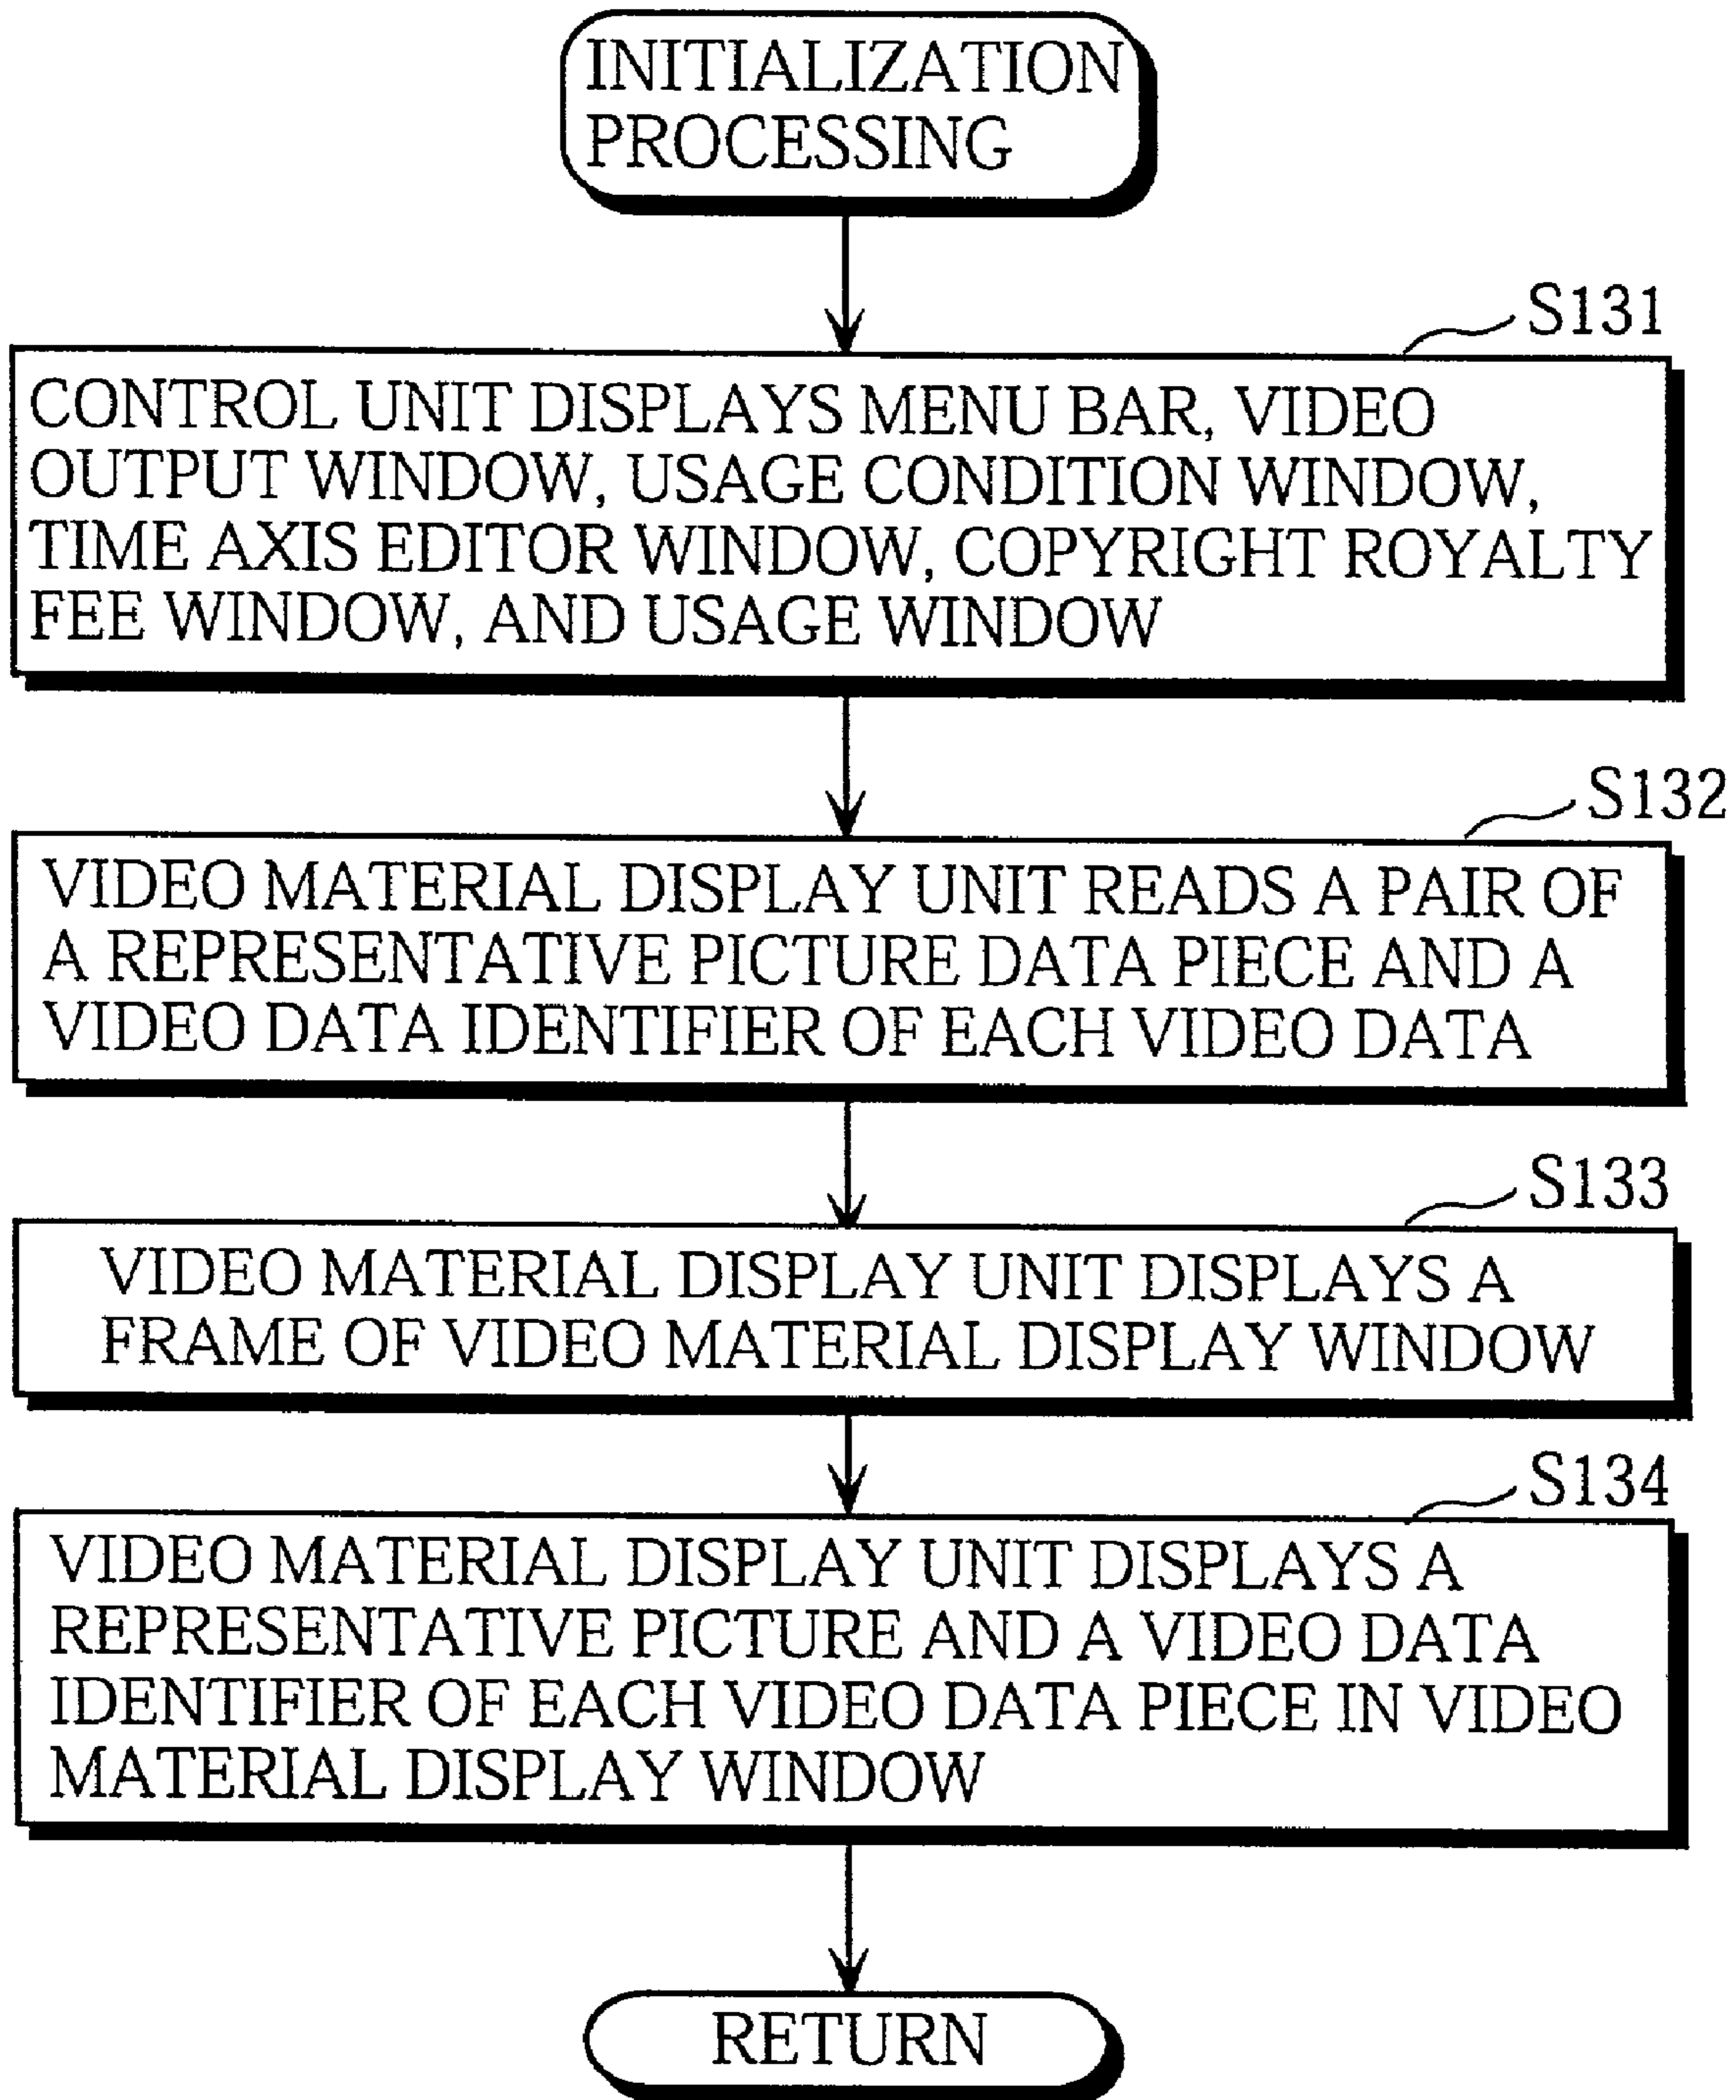 INITIALIZATION
PROCESSING
S131
CONTROL UNIT DISPLAYS MENU BAR, VIDEO
OUTPUT WINDOW, USAGE CONDITION WINDOW,
TIME AXIS EDITOR WINDOW, COPYRIGHT ROYALTY
FEE WINDOW, AND USAGE WINDOW
S132
VIDEO MATERIAL DISPLAY UNIT READS A PAIR OF
A REPRESENTATIVE PICTURE DATA PIECE AND A
VIDEO DATA IDENTIFIER OF EACH VIDEO DATA
S133
VIDEO MATERIAL DISPLAY UNIT DISPLAYS A
FRAME OF VIDEO MATERIAL DISPLAY WINDOW
S134
VIDEO MATERIAL DISPLAY UNIT DISPLAYS A
REPRESENTATIVE PICTURE AND A VIDEO DATA
IDENTIFIER OF EACH VIDEO DATA PIECE IN VIDEO
MATERIAL DISPLAY WINDOW
RETURN